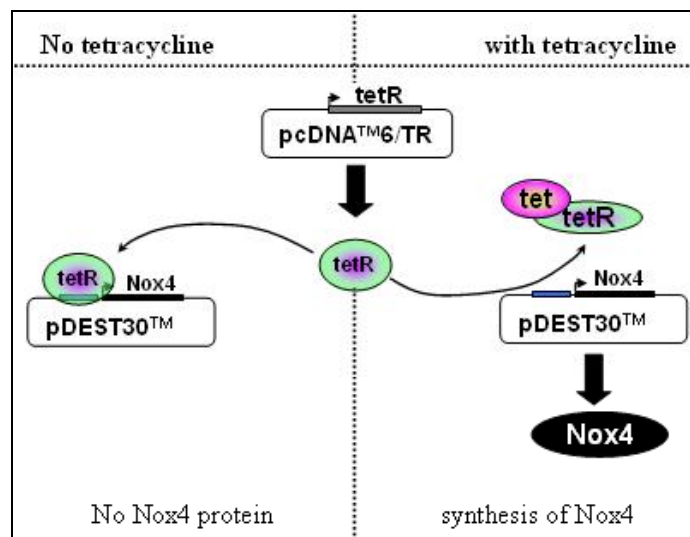 No tetracycline
with tetracycline
tetR
pcDNA™6/TR
tet
tetR
tetR
tetR
Nox4
pDEST30™
Nox4
pDEST30™
Nox4
No Nox4 protein
synthesis of Nox4